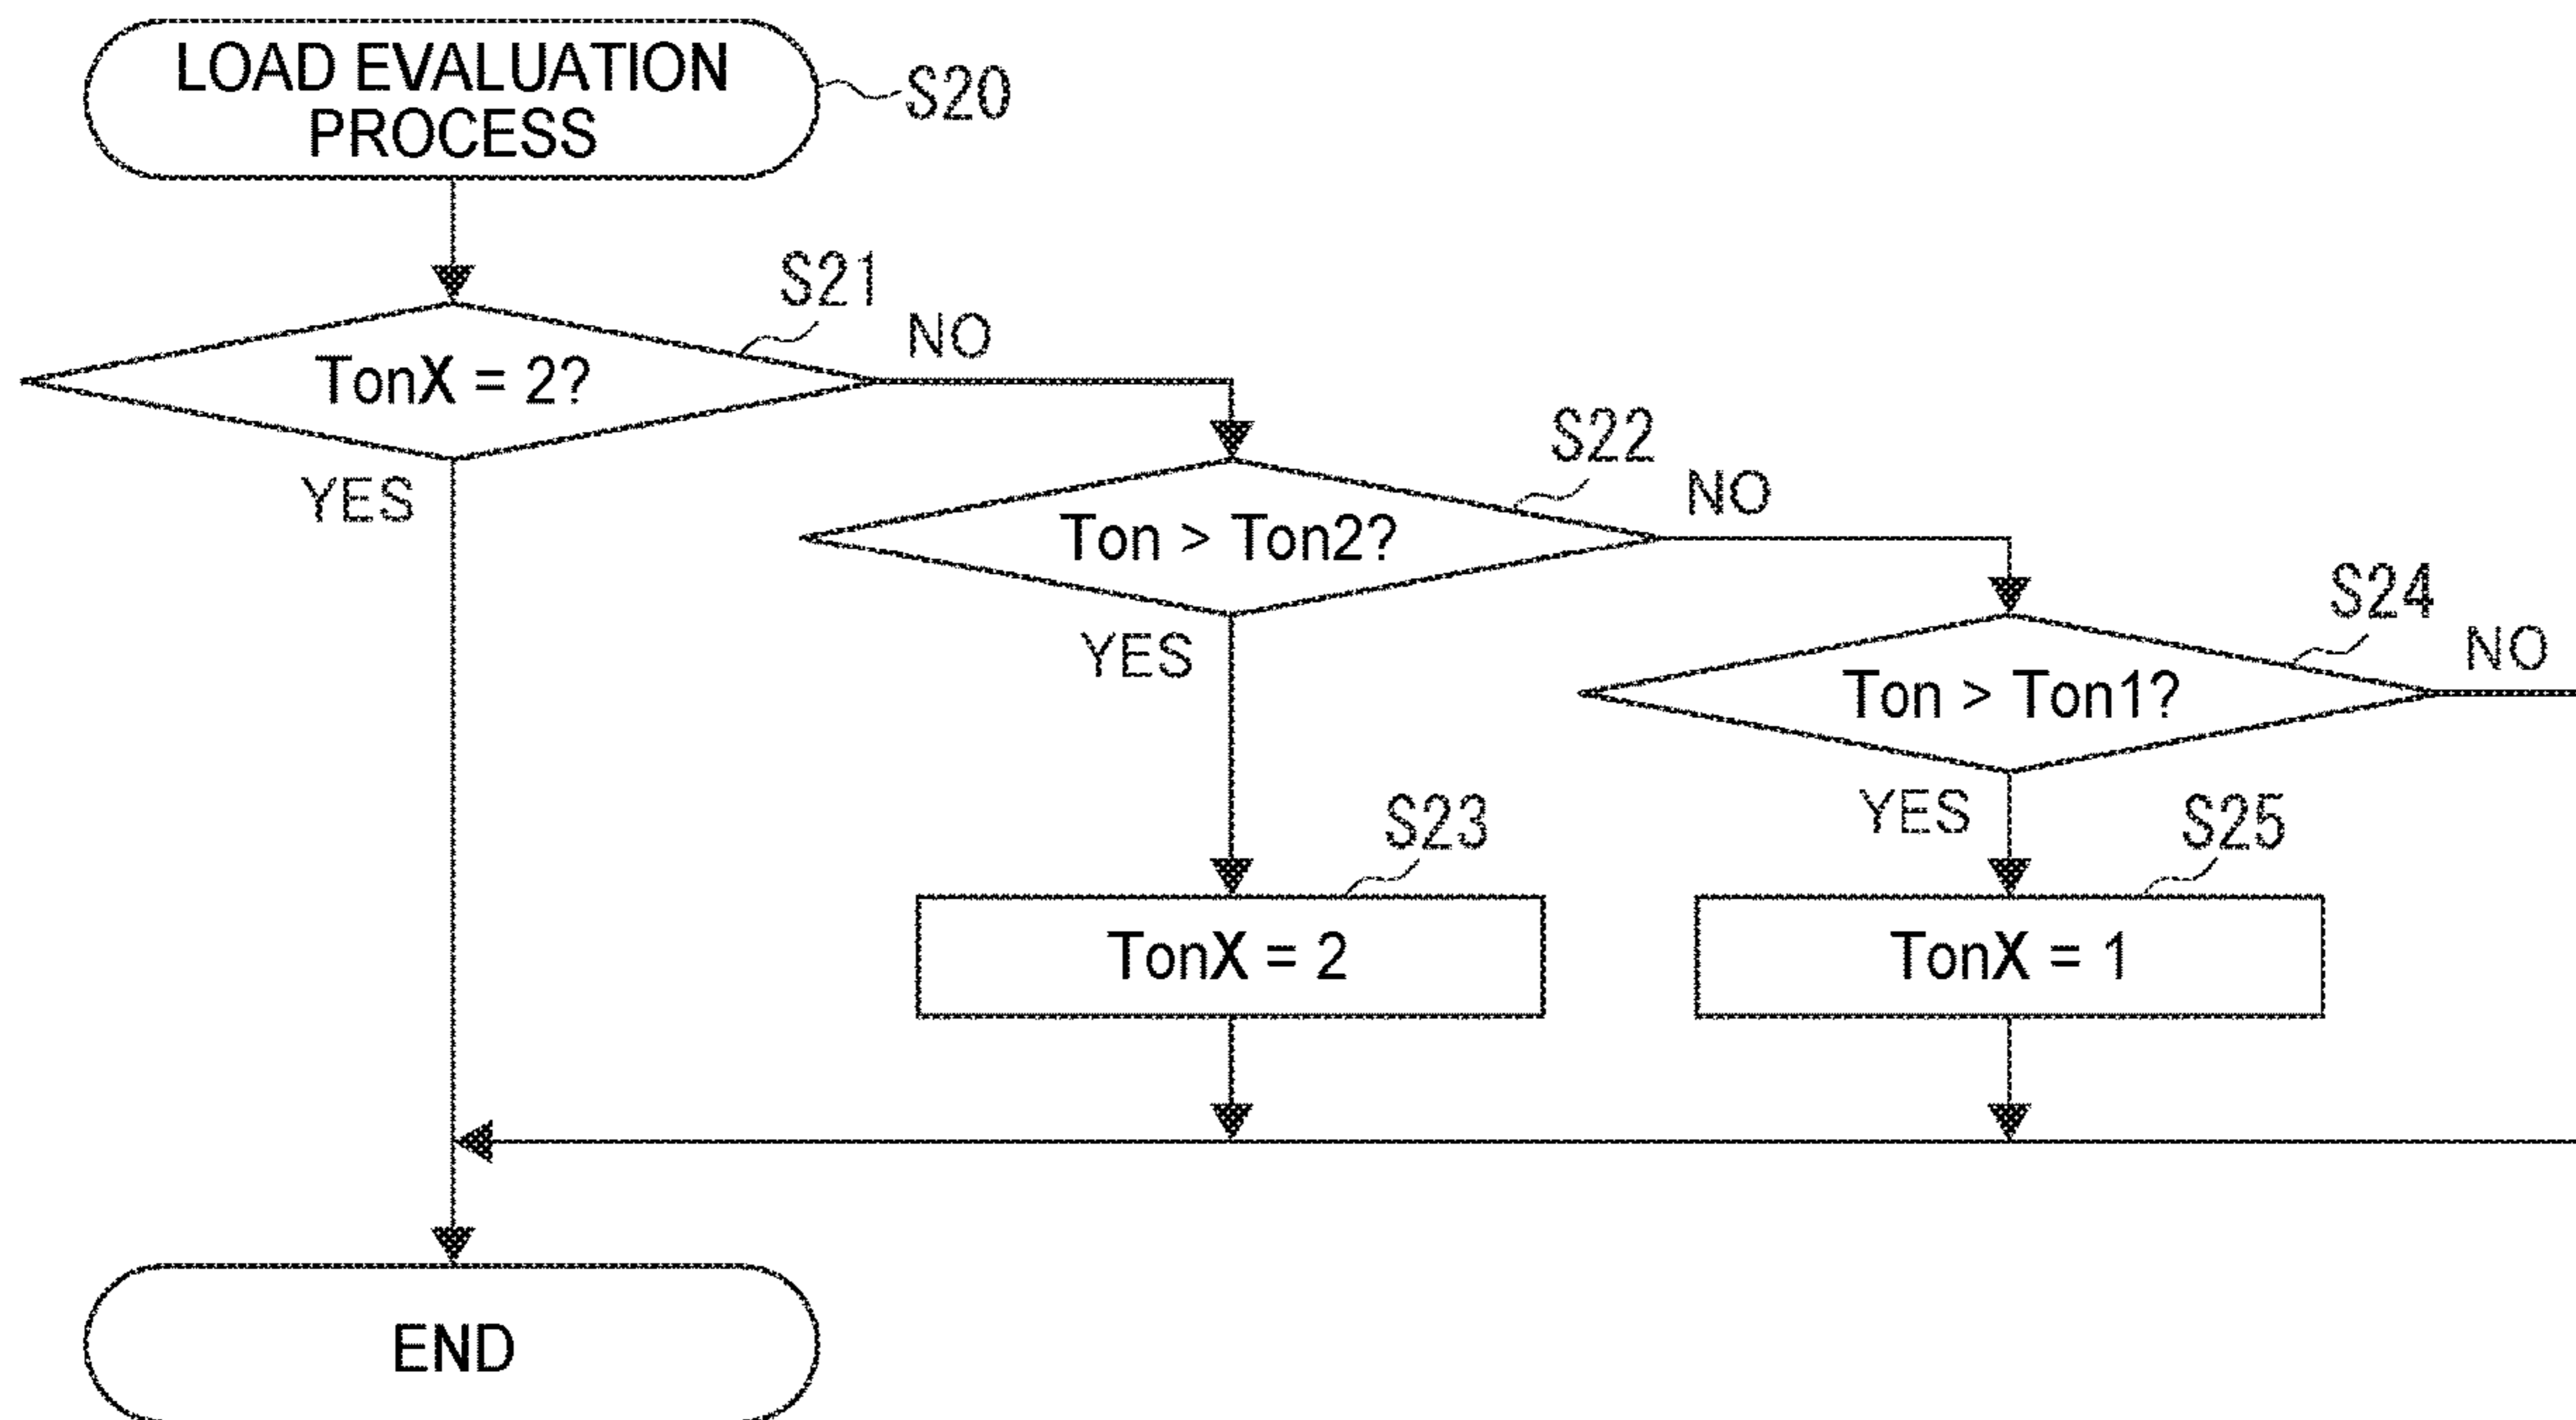 LOAD EVALUATION
PROCESS
S20
S21
TonX = 2?
NO
YES
S22
Ton > Ton2?
NO
YES
S24
Ton > Ton1?
NO
YES
S23
TonX = 2
S25
TonX = 1
END